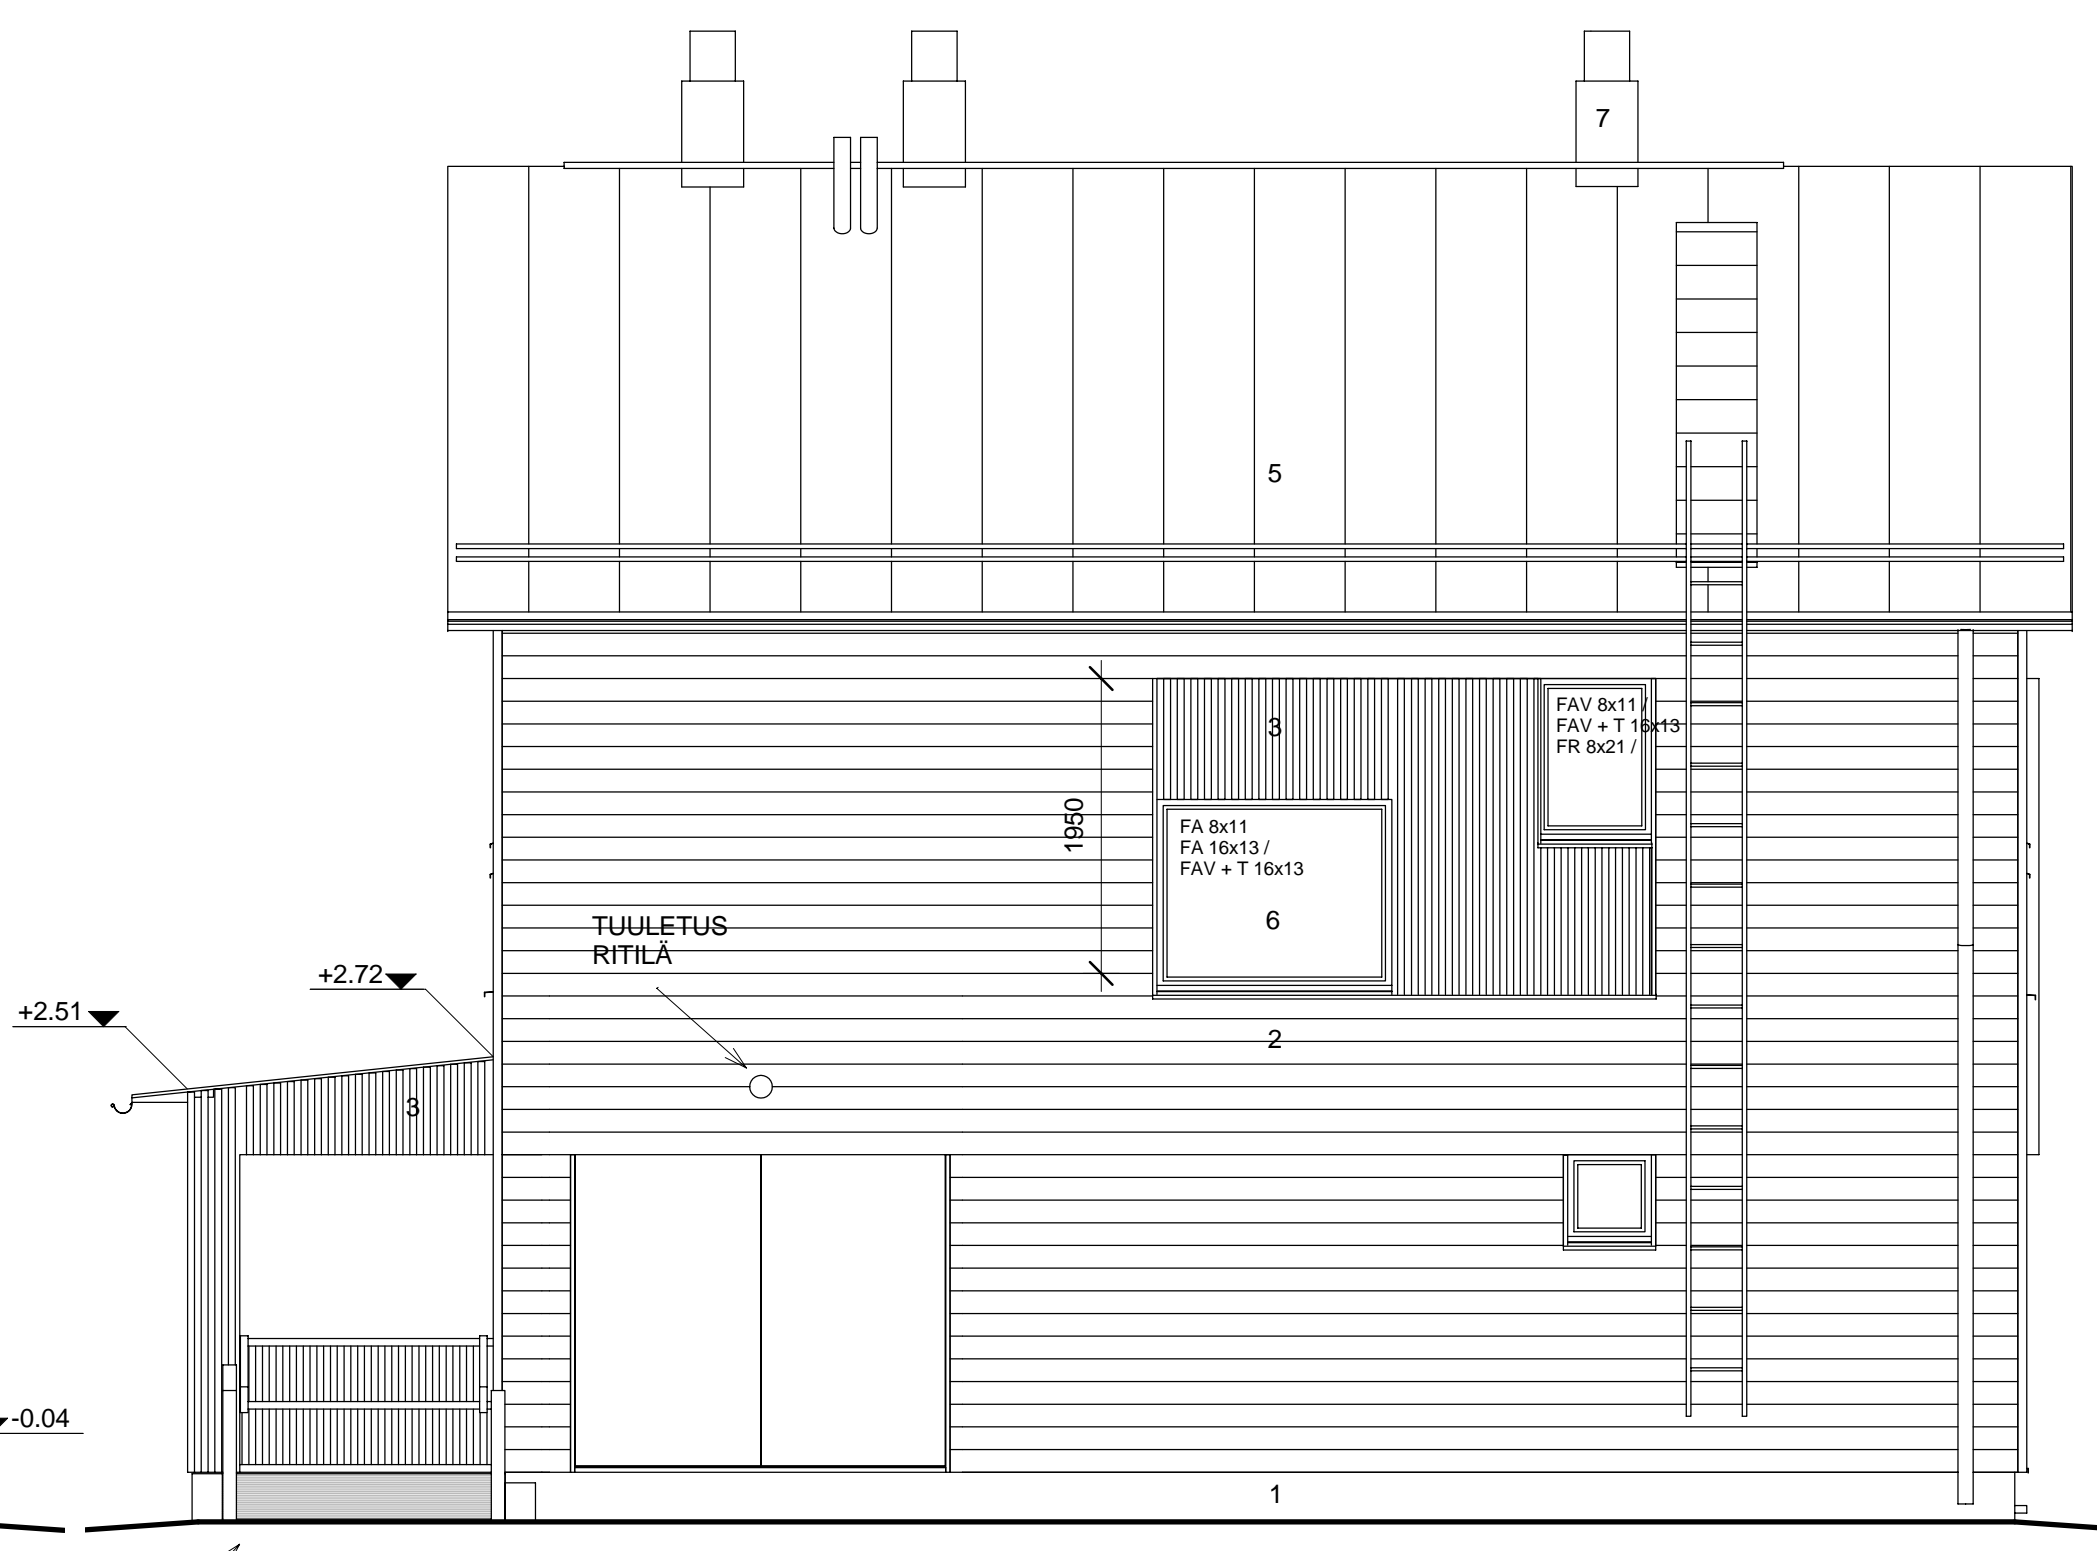 7
5
FAV 8x11 /
FAV + T 16x13
FR 8x21 /
3
1950
FA 8x11
FA 16x13 /
FAV + T 16x13
6
TUULETUS
RITILÄ
+2.72
+2.51
2
3
-0.04
1